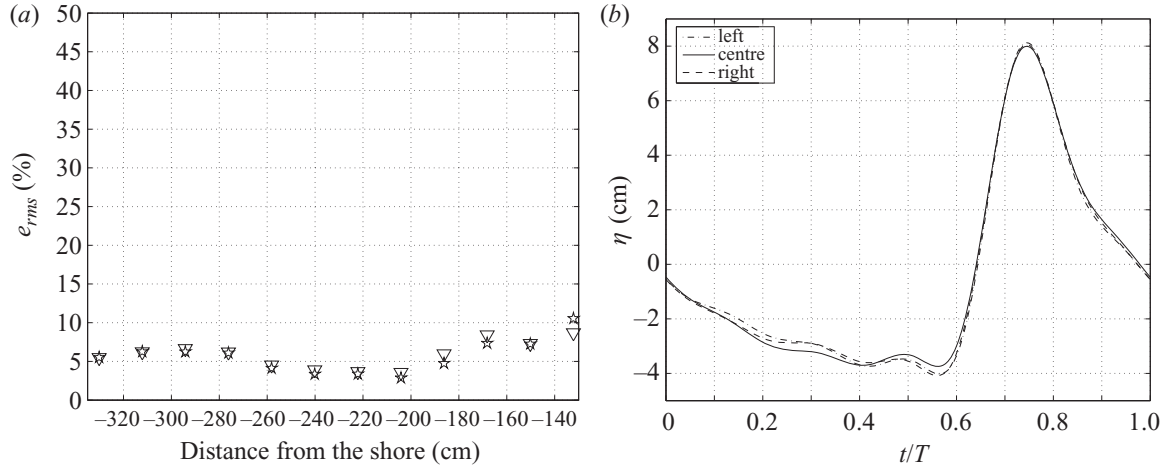 (a)
50
45
40
35
30
25
20
15
10
5
0
e_rms (%)
−320 −300 −280 −260 −240 −220 −200 −180 −160 −140
Distance from the shore (cm)
(b)
left
centre
right
8
6
4
2
0
−2
−4
η (cm)
0 0.2 0.4 0.6 0.8 1.0
t/T